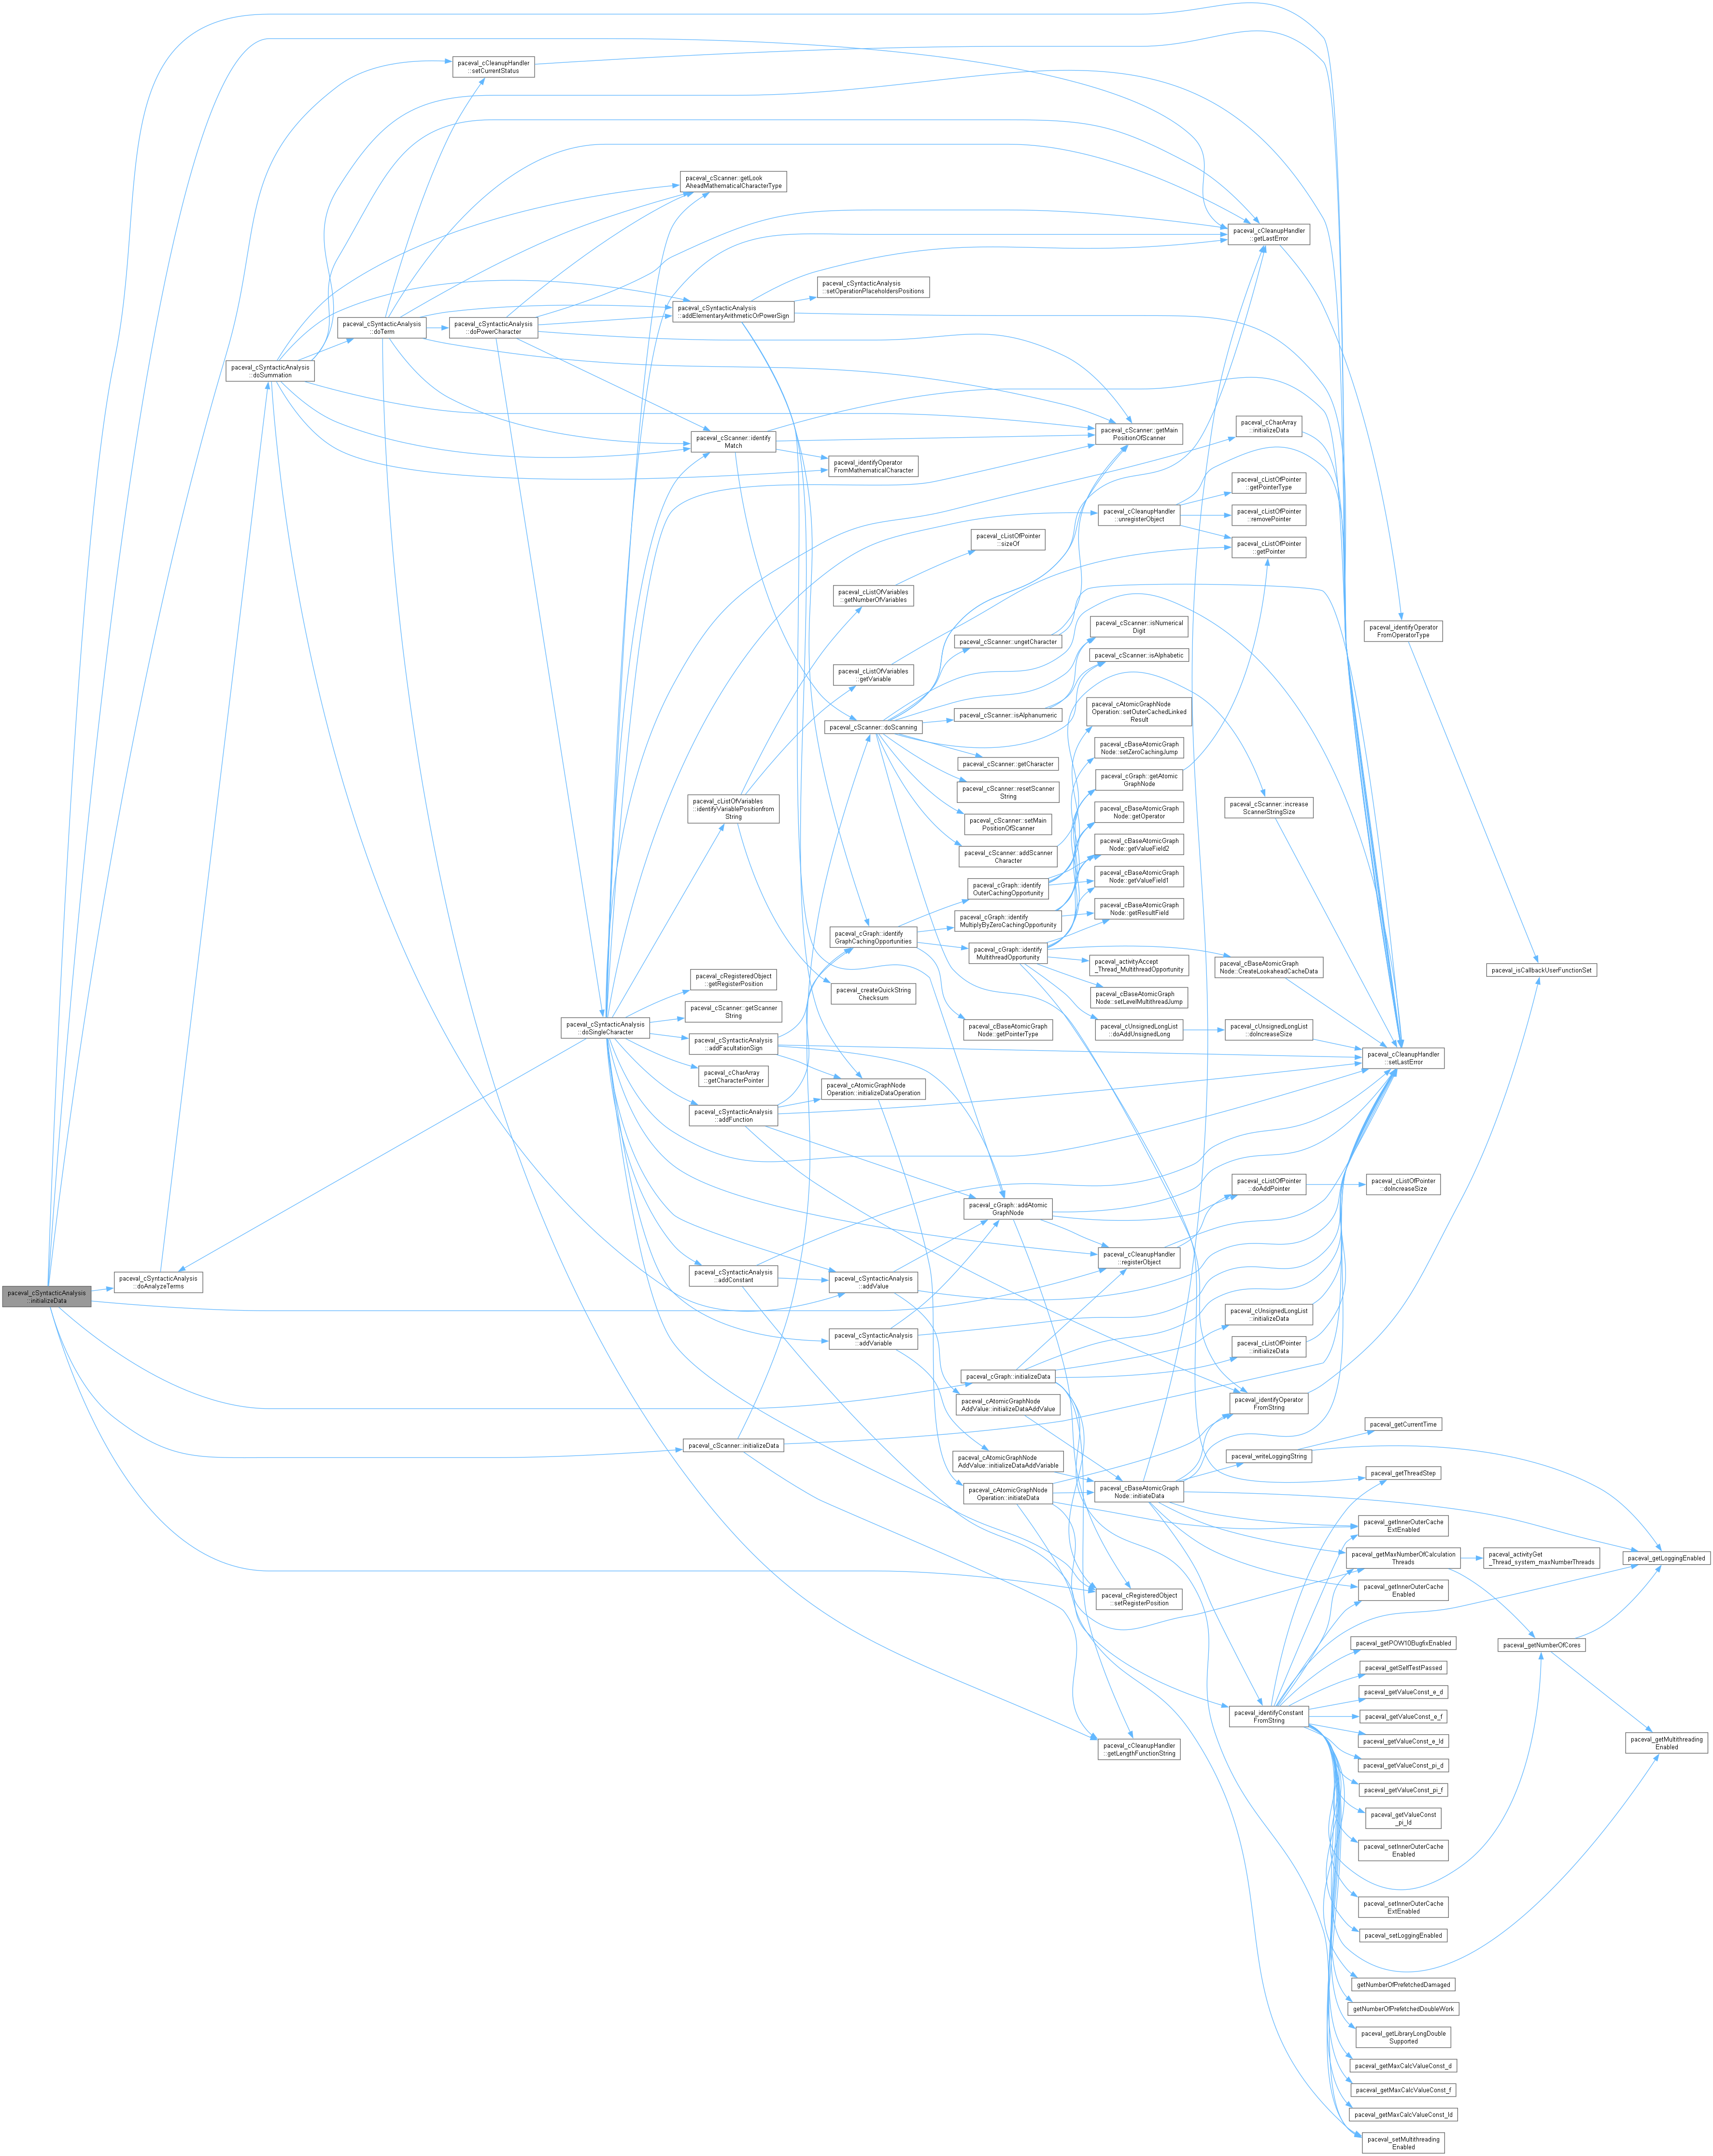 paceval_cCleanupHandler
::setCurrentStatus
paceval_cScanner::getLook
AheadMathematicalCharacterType
paceval_cCleanupHandler
::getLastError
paceval_cSyntacticAnalysis
::setOperationPlaceholdersPositions
paceval_cSyntacticAnalysis
::addElementaryArithmeticOrPowerSign
paceval_cSyntacticAnalysis
::doTerm
paceval_cSyntacticAnalysis
::doPowerCharacter
paceval_cSyntacticAnalysis
::doSummation
paceval_cCharArray
::initializeData
paceval_cScanner::getMain
PositionOfScanner
paceval_cScanner::identify
Match
paceval_identifyOperator
FromMathematicalCharacter
paceval_cListOfPointer
::getPointerType
paceval_cCleanupHandler
::unregisterObject
paceval_cListOfPointer
::removePointer
paceval_cListOfPointer
::sizeOf
paceval_cListOfPointer
::getPointer
paceval_cListOfVariables
::getNumberOfVariables
paceval_cScanner::isNumerical
Digit
paceval_identifyOperator
FromOperatorType
paceval_cScanner::ungetCharacter
paceval_cScanner::isAlphabetic
paceval_cListOfVariables
::getVariable
paceval_cAtomicGraphNode
Operation::setOuterCachedLinked
Result
paceval_cScanner::isAlphanumeric
paceval_cScanner::doScanning
paceval_cBaseAtomicGraph
Node::setZeroCachingJump
paceval_cScanner::getCharacter
paceval_cGraph::getAtomic
GraphNode
paceval_cScanner::resetScanner
String
paceval_cListOfVariables
::identifyVariablePositionfrom
String
paceval_cScanner::increase
ScannerStringSize
paceval_cBaseAtomicGraph
Node::getOperator
paceval_cScanner::setMain
PositionOfScanner
paceval_cBaseAtomicGraph
Node::getValueField2
paceval_cScanner::addScanner
Character
paceval_cBaseAtomicGraph
Node::getValueField1
paceval_cGraph::identify
OuterCachingOpportunity
paceval_cBaseAtomicGraph
Node::getResultField
paceval_cGraph::identify
MultiplyByZeroCachingOpportunity
paceval_cGraph::identify
GraphCachingOpportunities
paceval_cGraph::identify
MultithreadOpportunity
paceval_activityAccept
_Thread_MultithreadOpportunity
paceval_cBaseAtomicGraph
Node::CreateLookaheadCacheData
paceval_isCallbackUserFunctionSet
paceval_cRegisteredObject
::getRegisterPosition
paceval_createQuickString
Checksum
paceval_cBaseAtomicGraph
Node::setLevelMultithreadJump
paceval_cScanner::getScanner
String
paceval_cSyntacticAnalysis
::doSingleCharacter
paceval_cBaseAtomicGraph
Node::getPointerType
paceval_cUnsignedLongList
::doAddUnsignedLong
paceval_cUnsignedLongList
::doIncreaseSize
paceval_cSyntacticAnalysis
::addFacultationSign
paceval_cCleanupHandler
::setLastError
paceval_cCharArray
::getCharacterPointer
paceval_cAtomicGraphNode
Operation::initializeDataOperation
paceval_cSyntacticAnalysis
::addFunction
paceval_cListOfPointer
::doAddPointer
paceval_cListOfPointer
::doIncreaseSize
paceval_cGraph::addAtomic
GraphNode
paceval_cCleanupHandler
::registerObject
paceval_cSyntacticAnalysis
::addConstant
paceval_cSyntacticAnalysis
::addValue
paceval_cSyntacticAnalysis
::doAnalyzeTerms
paceval_cSyntacticAnalysis
::initializeData
paceval_cUnsignedLongList
::initializeData
paceval_cSyntacticAnalysis
::addVariable
paceval_cListOfPointer
::initializeData
paceval_cGraph::initializeData
paceval_cAtomicGraphNode
AddValue::initializeDataAddValue
paceval_identifyOperator
FromString
paceval_getCurrentTime
paceval_cScanner::initializeData
paceval_writeLoggingString
paceval_cAtomicGraphNode
AddValue::initializeDataAddVariable
paceval_getThreadStep
paceval_cAtomicGraphNode
Operation::initiateData
paceval_cBaseAtomicGraph
Node::initiateData
paceval_getInnerOuterCache
ExtEnabled
paceval_getMaxNumberOfCalculation
Threads
paceval_activityGet
_Thread_system_maxNumberThreads
paceval_getLoggingEnabled
paceval_getInnerOuterCache
Enabled
paceval_cRegisteredObject
::setRegisterPosition
paceval_getPOW10BugfixEnabled
paceval_getNumberOfCores
paceval_getSelfTestPassed
paceval_getValueConst_e_d
paceval_identifyConstant
FromString
paceval_getValueConst_e_f
paceval_getValueConst_e_ld
paceval_getMultithreading
Enabled
paceval_cCleanupHandler
::getLengthFunctionString
paceval_getValueConst_pi_d
paceval_getValueConst_pi_f
paceval_getValueConst
_pi_ld
paceval_setInnerOuterCache
Enabled
paceval_setInnerOuterCache
ExtEnabled
paceval_setLoggingEnabled
getNumberOfPrefetchedDamaged
getNumberOfPrefetchedDoubleWork
paceval_getLibraryLongDouble
Supported
paceval_getMaxCalcValueConst_d
paceval_getMaxCalcValueConst_f
paceval_getMaxCalcValueConst_ld
paceval_setMultithreading
Enabled